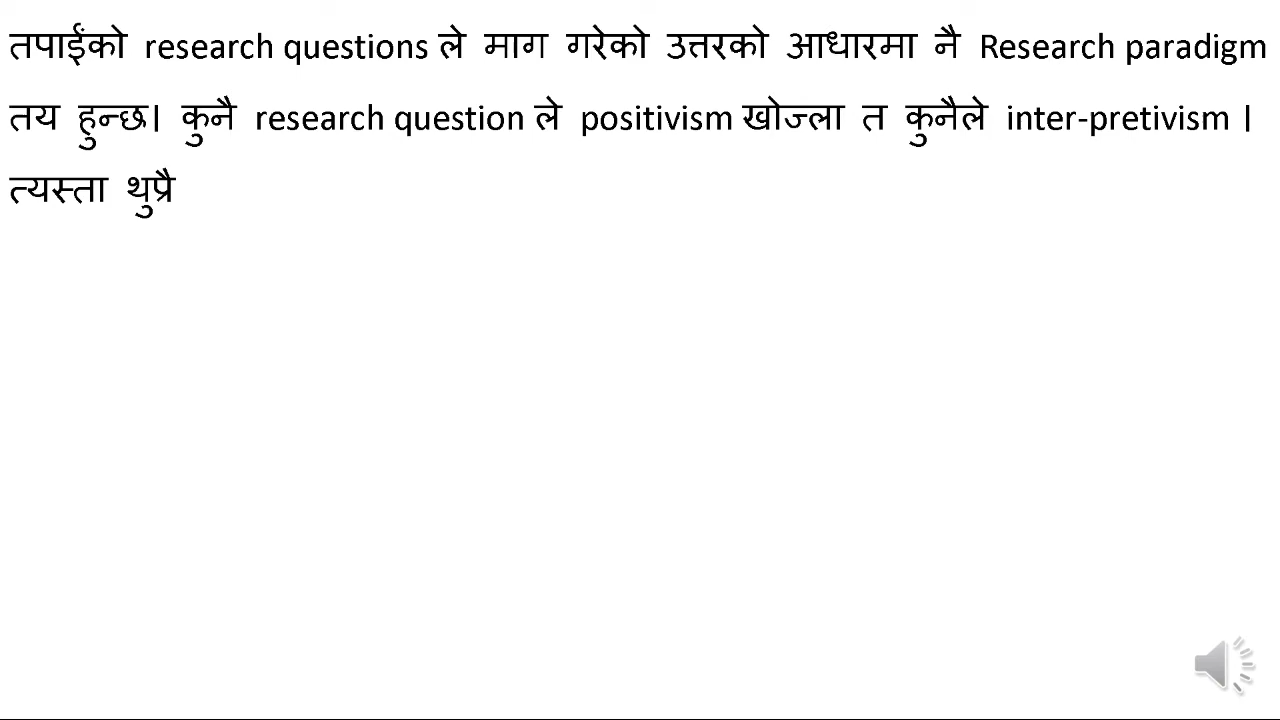 तपाईंको research questions ले माग गरेको उत्तरको आधारमा नै Research paradigm
तय हुन्छ। कुनै research question ले positivism खोज्ला त कुनैले inter-pretivism ।
त्यस्ता थुप्रै